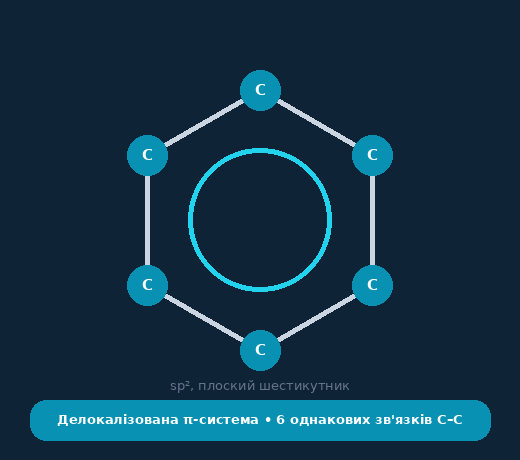 C
C
C
C
C
C
sp², плоский шестикутник
Делокалізована π-система • 6 однакових зв'язків C–C